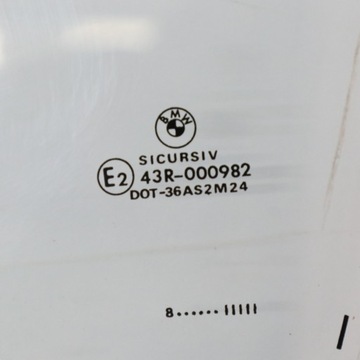 BMW
SICURSIV
E2 43R-000982
DOT-36AS2M24
8...... IIIII